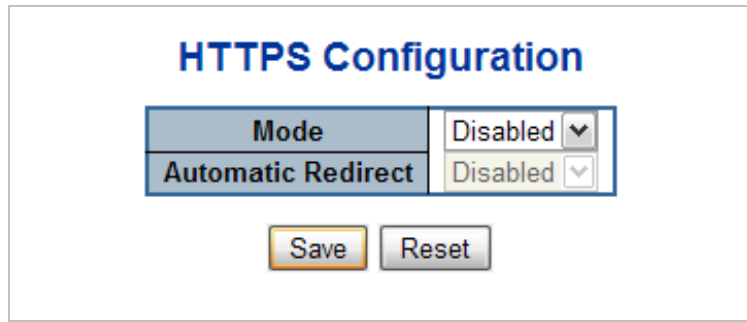 HTTPS Configuration
Mode Disabled
Automatic Redirect Disabled
Save Reset